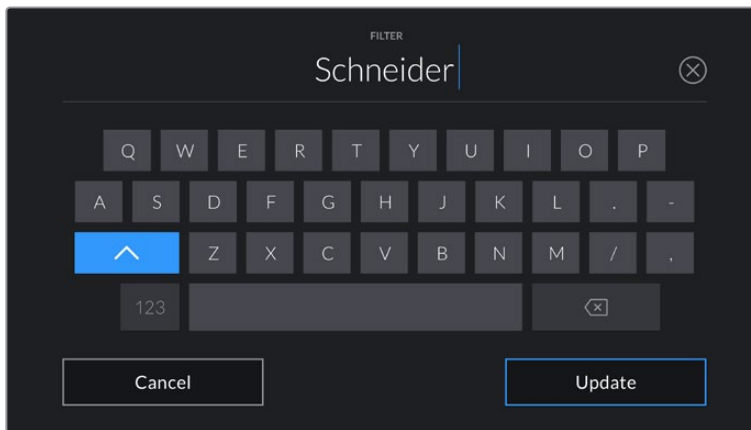 FILTER
Schneider
Q W E R T Y U I O P
A S D F G H J K L . -
Z X C V B N M / ,
123
Cancel Update